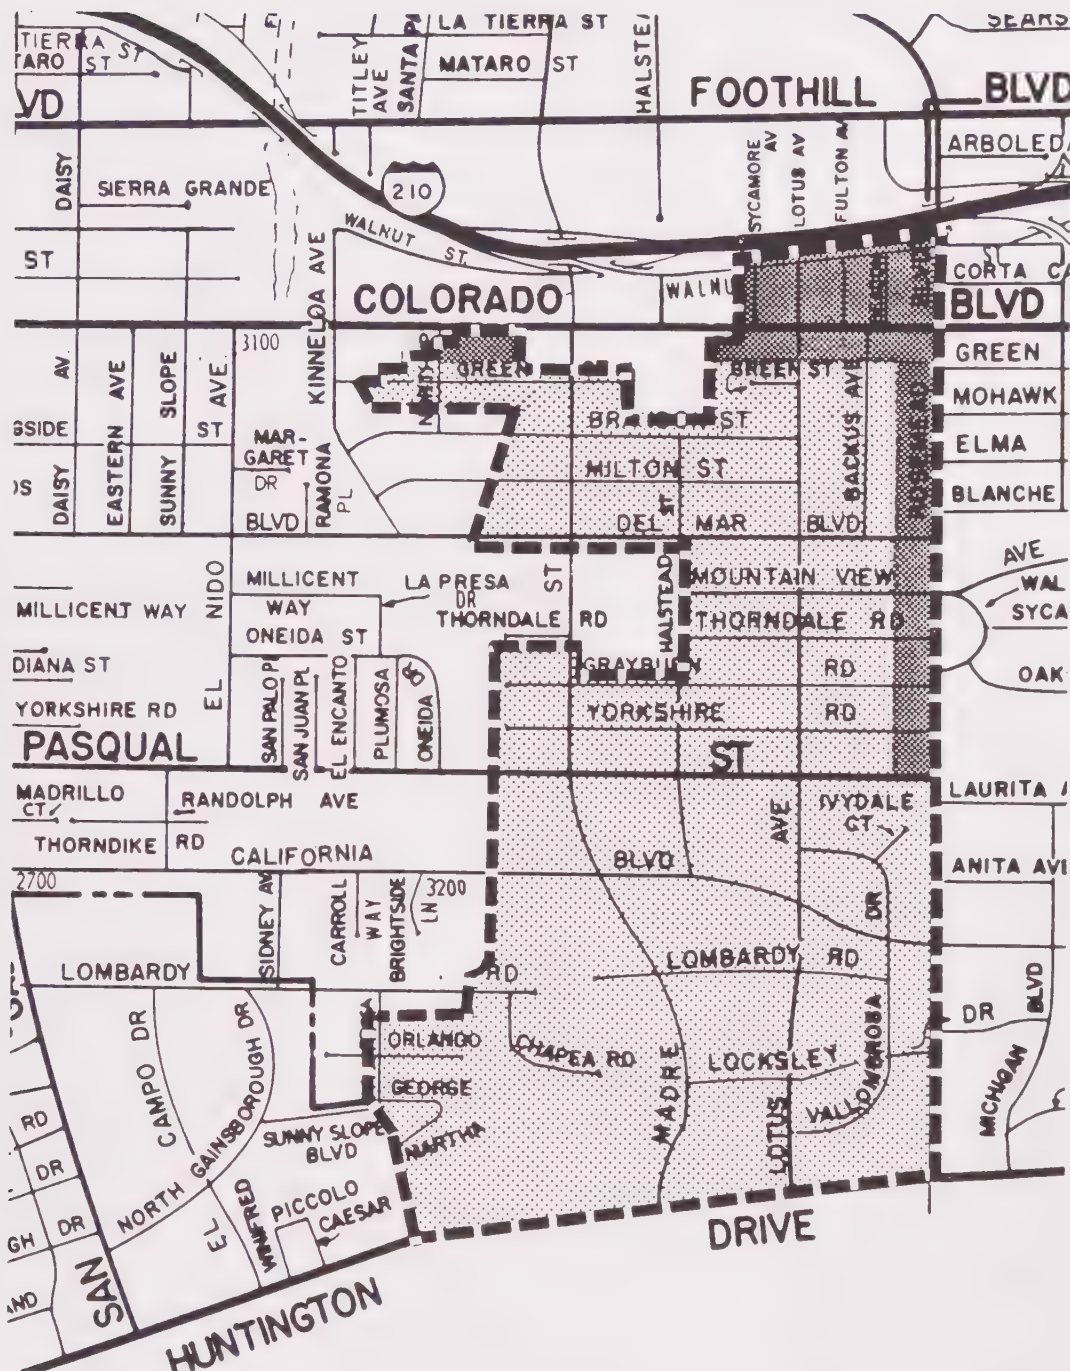 LA TIERRA ST
TIERRA ST
TARO ST
TITLEY AVE
SANTA
MATARO ST
SEARS
FOOTHILL BLVD
VD
ARBOLEDA
DAISY
SIERRA GRANDE
210
SYCAMORE AV
LOTUS AV
FULTON AV
WALNUT ST.
ST
KINNELOA AVE
COLORADO BLVD
WALNU
CORTA CA
3100
GREEN
GREEN ST
GREEN
AV
EASTERN AVE
SUNNY SLOPE
ST AVE
MOHAWK
GSIDE
MAR-
GARET
DR
ST
BACKUS AVE
ROSEMEAD
ELMA
MILTON ST
DAISY
RAMONA PL
BLVD
DEL MAR BLVD
ST
BLANCHE
MILLICENT
WAY
LA PRESA
DR
ST
HALSTEAD
MOUNTAIN VIEW
AVE
WAL
MILLICENT WAY
EL NIDO
ONEIDA ST
THORNDALE RD
THORNDALE RD
SYCA
DIANA ST
SAN JUAN PL
EL ENCANTO
PLUMOSA
ONEIDA
DR
GRAYBURN RD
OAK
YORKSHIRE RD
YORKSHIRE RD
PASQUAL
ST
MADRILLO
CT
RANDOLPH AVE
IVYDALE
CT
AVE
LAURITA
THORNDIKE RD
CALIFORNIA
BLVD
ANITA AVE
2700
3200
SIDNEY AV
CARROLL WAY
BRIGHTSIDE LN
DR
LOMBARDY
RD
LOMBARDY RD
BLVD
CAMPO DR
ORLANDO
CHAPEA RD
LOCKSLEY
DR
GEORGE
MADRE
LOTUS
VALLOMBROSA
MICHIGAN
RD
NORTH GAINSBOROUGH DR
SUNNY SLOPE
BLVD
MARTHA
DR
EL
WINIFRED
PICCOLO
CAESAR
GH DR
SAN
DRIVE
HUNTINGTON